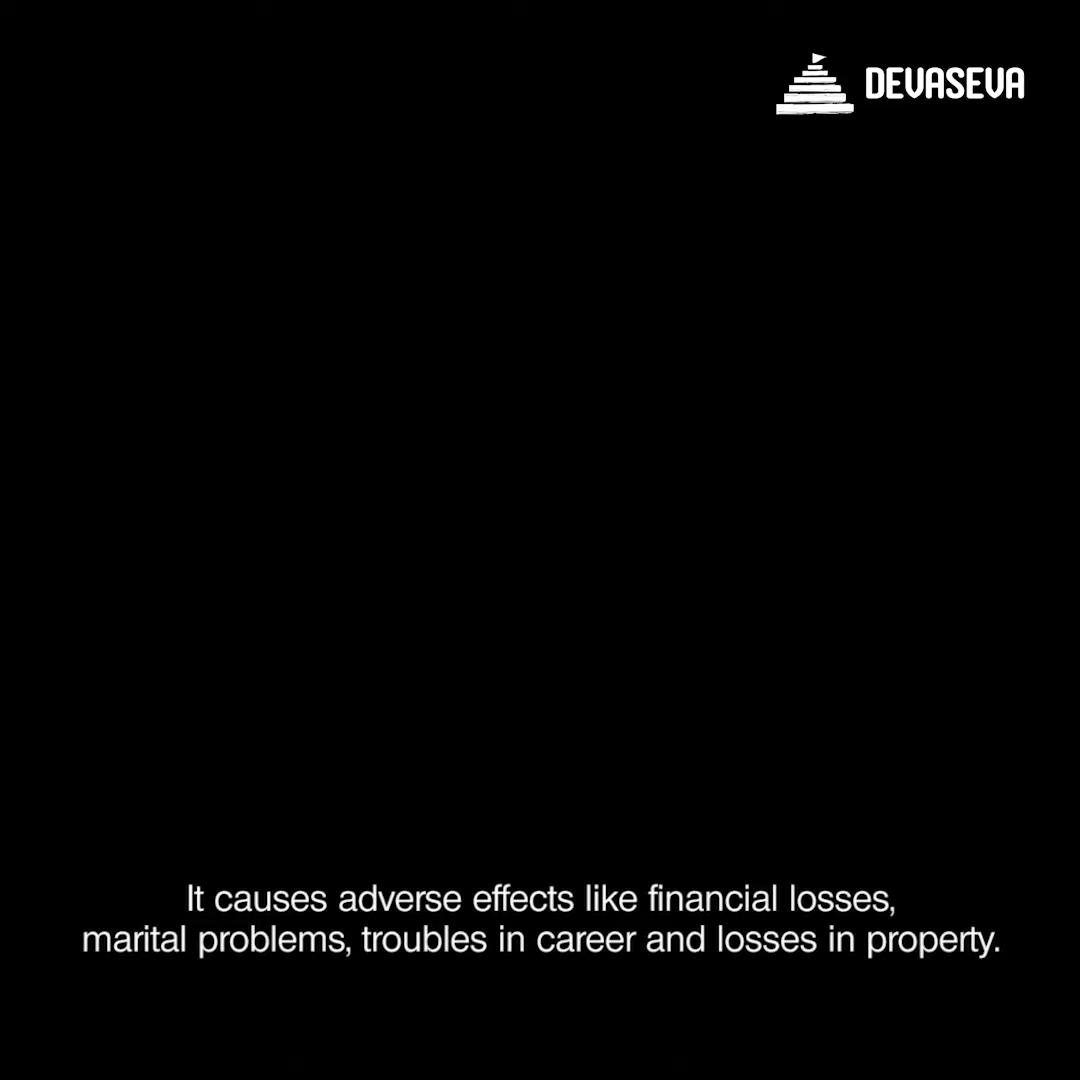 DEVASEVA
It causes adverse effects like financial losses,
marital problems, troubles in career and losses in property.